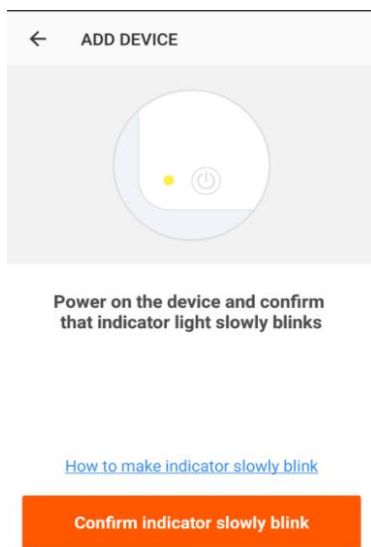 ADD DEVICE
Power on the device and confirm
that indicator light slowly blinks
How to make indicator slowly blink
Confirm indicator slowly blink